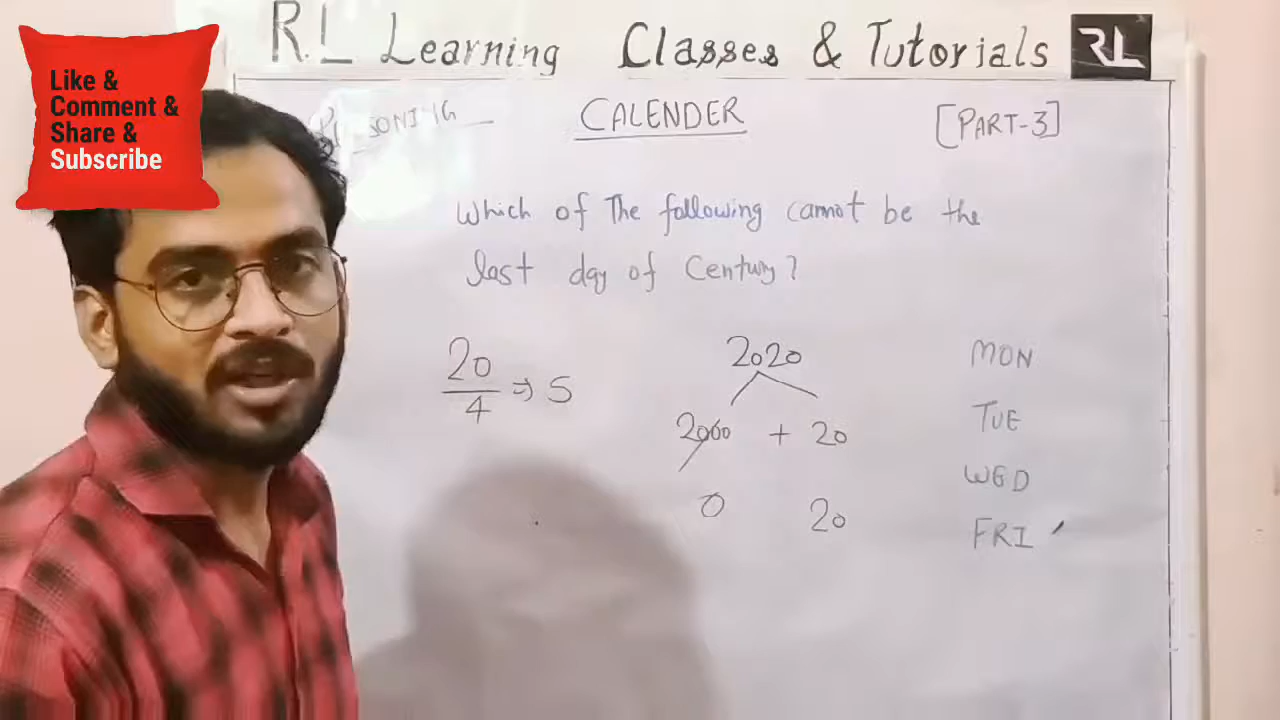 R.L Learning Classes & Tutorials RL
Like &
Comment &
Share &
Subscribe
CALENDER
[PART-3]
Which of The following cannot be the
last day of Century?
20/4 ⇒ 5
2020
2000 + 20
0 20
MON
TUE
WED
FRI